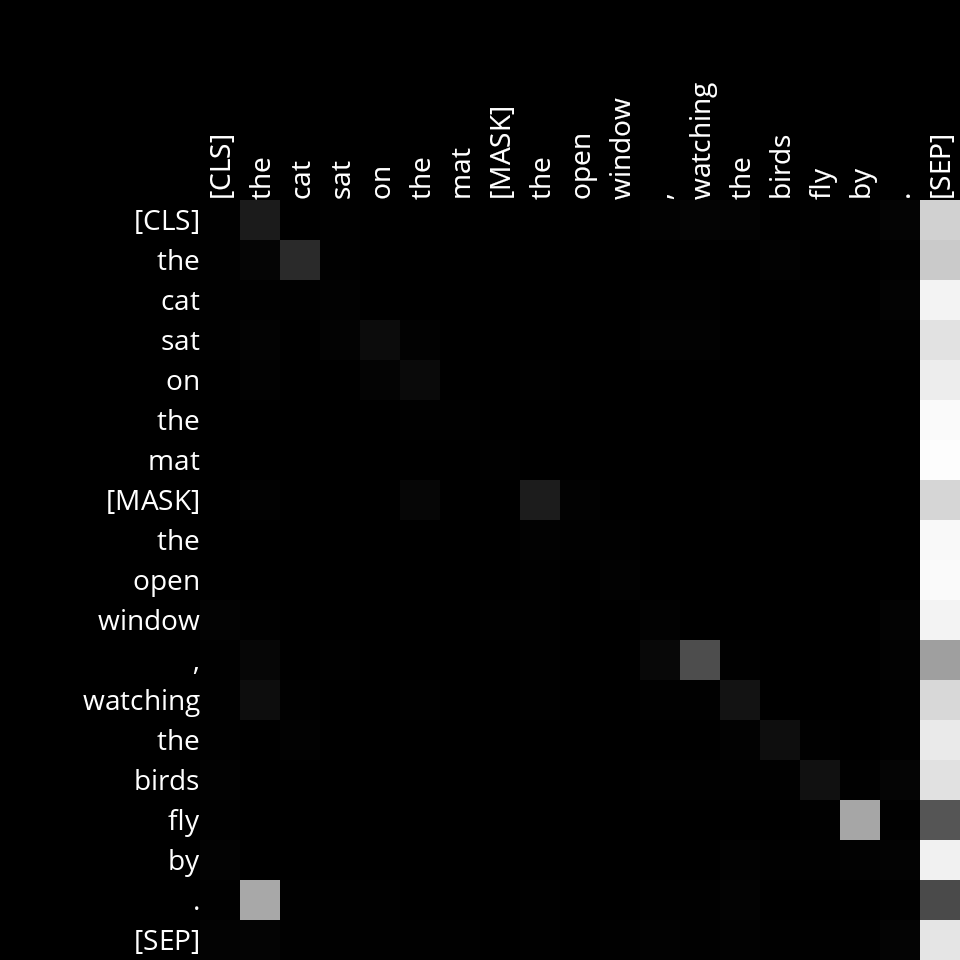 [CLS]
the
cat
sat
on
the
mat
[MASK]
the
open
window
,
watching
the
birds
fly
by
.
[SEP]
[CLS]
the
cat
sat
on
the
mat
[MASK]
the
open
window
,
watching
the
birds
fly
by
.
[SEP]